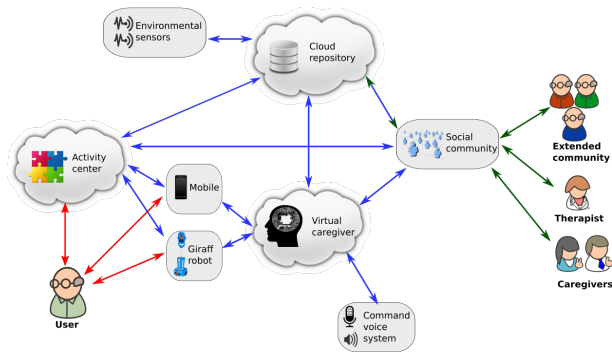 Environmental
sensors
Cloud
repository
Activity
center
Social
community
Extended
community
Mobile
Therapist
Virtual
caregiver
Giraff
robot
Caregivers
User
Command
voice
system